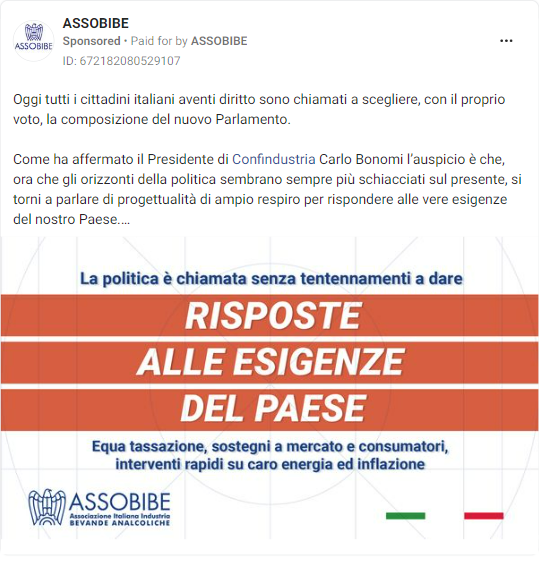 ASSOBIBE
Sponsored • Paid for by ASSOBIBE
ID: 672182080529107
ASSOBIBE
Oggi tutti i cittadini italiani aventi diritto sono chiamati a scegliere, con il proprio
voto, la composizione del nuovo Parlamento.
Come ha affermato il Presidente di Confindustria Carlo Bonomi l’auspicio è che,
ora che gli orizzonti della politica sembrano sempre più schiacciati sul presente, si
torni a parlare di progettualità di ampio respiro per rispondere alle vere esigenze
del nostro Paese.…
La politica è chiamata senza tentennamenti a dare
RISPOSTE
ALLE ESIGENZE
DEL PAESE
Equa tassazione, sostegni a mercato e consumatori,
interventi rapidi su caro energia ed inflazione
ASSOBIBE
Associazione Italiana Industria
BEVANDE ANALCOLICHE